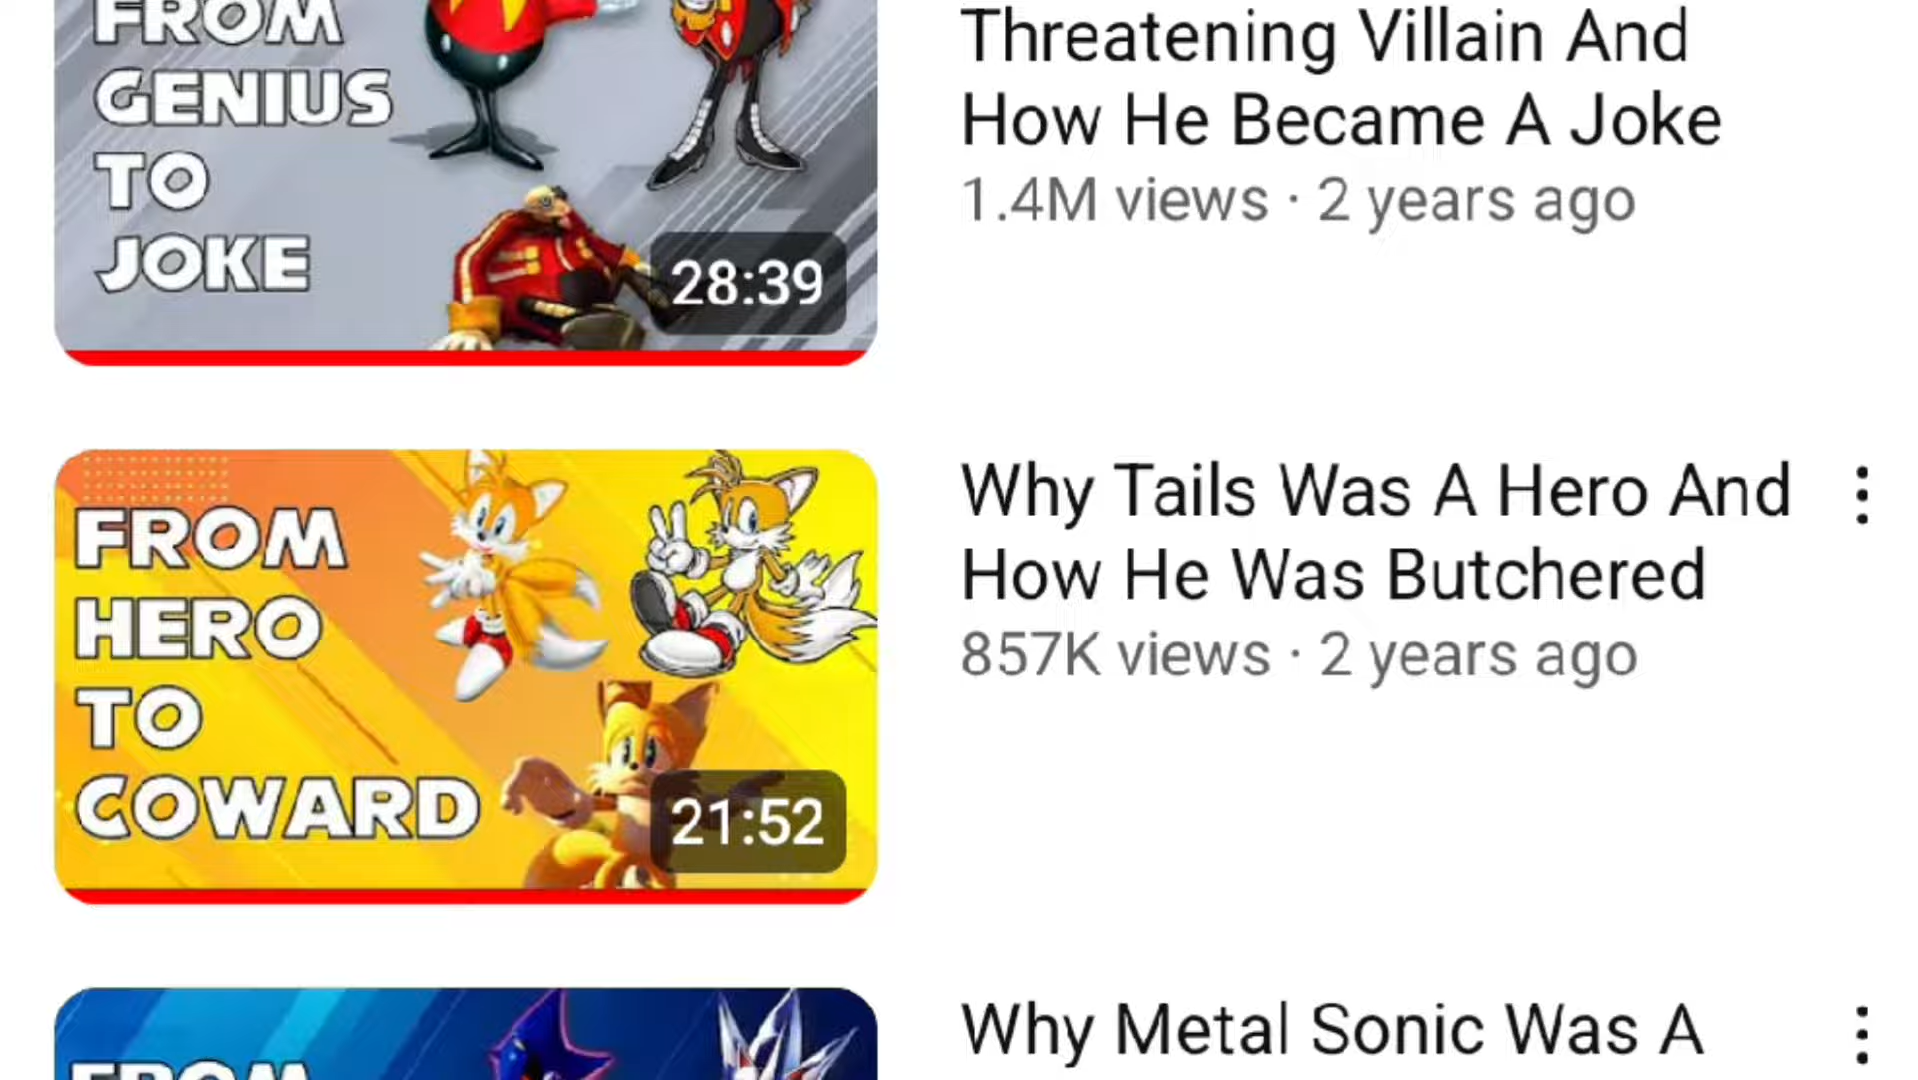 FROM
GENIUS
TO
JOKE
28:39
Threatening Villain And
How He Became A Joke
1.4M views · 2 years ago
FROM
HERO
TO
COWARD
21:52
Why Tails Was A Hero And
How He Was Butchered
857K views · 2 years ago
FROM
Why Metal Sonic Was A